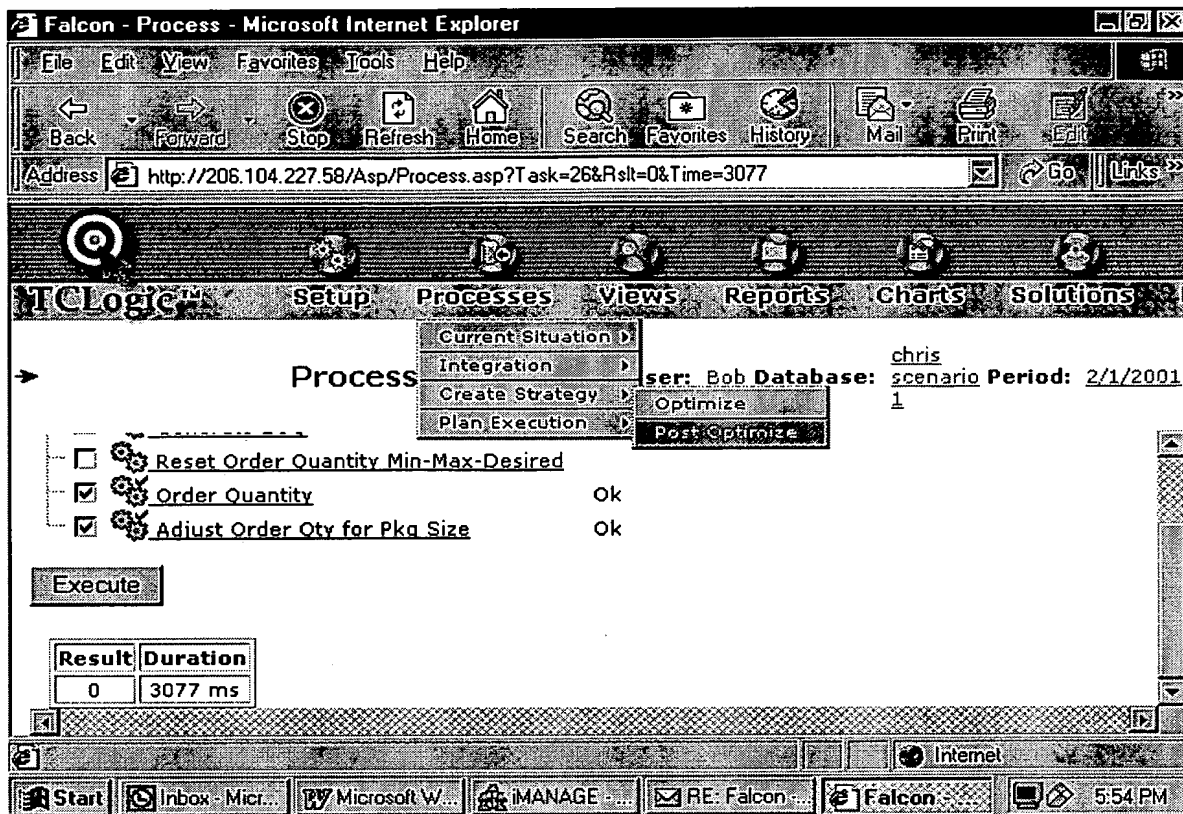 Falcon - Process - Microsoft Internet Explorer
File Edit View Favorites Tools Help
Back Forward Stop Refresh Home Search Favorites History Mail Print Edit
Address http://206.104.227.58/Asp/Process.asp?Task=26&Rslt=0&Time=3077 Go Links
TCLogic™ Setup Processes Views Reports Charts Solutions
Current Situation
Integration
Create Strategy
Plan Execution
Optimize
Post Optimize
Process
ser: Bob Database: chris scenario 1 Period: 2/1/2001
Reset Order Quantity Min-Max-Desired
Order Quantity Ok
Adjust Order Qty for Pkg Size Ok
Execute
Result Duration
0 3077 ms
Internet
Start Inbox - Micr... Microsoft W... iMANAGE - ... RE: Falcon -... Falcon -... 5:54 PM